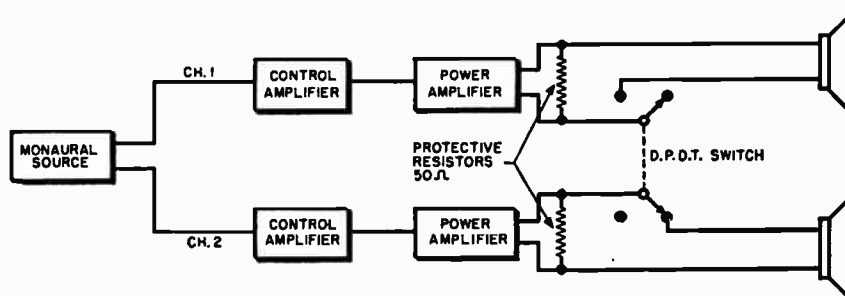 CH. 1
CONTROL
AMPLIFIER
POWER
AMPLIFIER
MONAURAL
SOURCE
PROTECTIVE
RESISTORS
50Ω
D.P.D.T. SWITCH
CH. 2
CONTROL
AMPLIFIER
POWER
AMPLIFIER